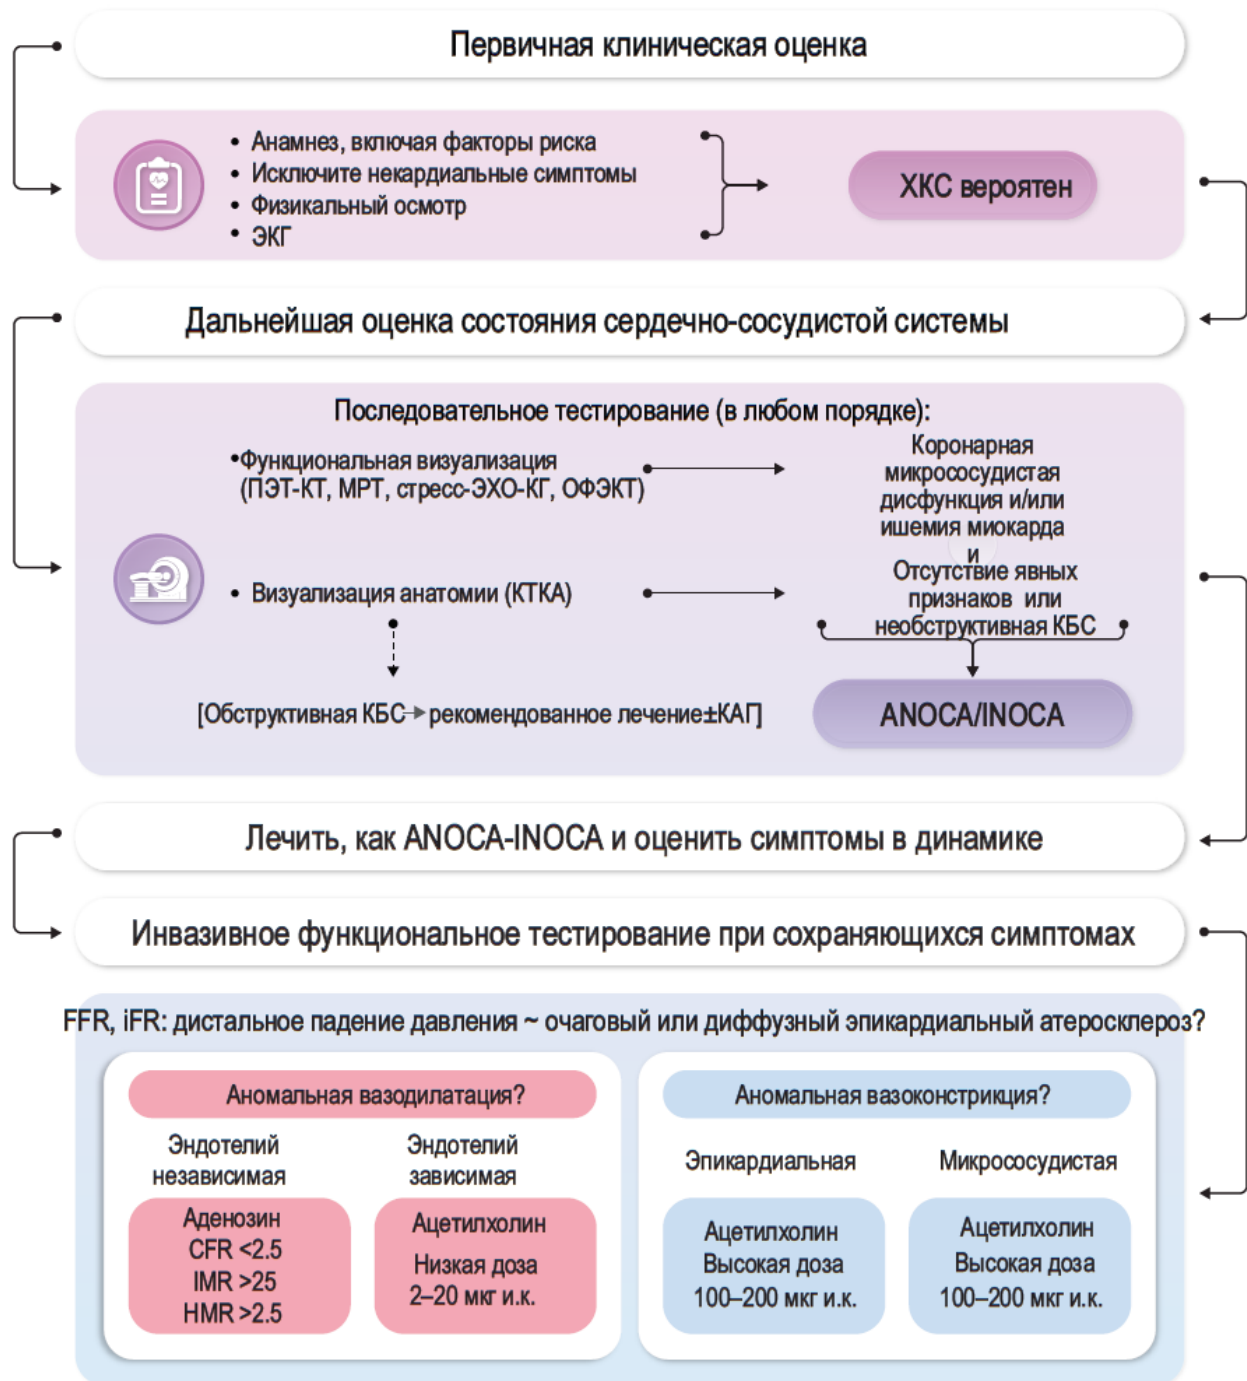 Первичная клиническая оценка
• Анамнез, включая факторы риска
• Исключите некардиальные симптомы
• Физикальный осмотр
• ЭКГ
ХКС вероятен
Дальнейшая оценка состояния сердечно-сосудистой системы
Последовательное тестирование (в любом порядке):
•Функциональная визуализация
(ПЭТ-КТ, МРТ, стресс-ЭХО-КГ, ОФЭКТ)
Коронарная
микрососудистая
дисфункция и/или
ишемия миокарда
и
• Визуализация анатомии (КТКА)
Отсутствие явных
признаков или
необструктивная КБС
[Обструктивная КБС→рекомендованное лечение±КАГ]
ANOCA/INOCA
Лечить, как ANOCA-INOCA и оценить симптомы в динамике
Инвазивное функциональное тестирование при сохраняющихся симптомах
FFR, iFR: дистальное падение давления ~ очаговый или диффузный эпикардиальный атеросклероз?
Аномальная вазодилатация?
Эндотелий
независимая
Аденозин
CFR <2.5
IMR >25
HMR >2.5
Эндотелий
зависимая
Ацетилхолин
Низкая доза
2–20 мкг и.к.
Аномальная вазоконстрикция?
Эпикардиальная
Ацетилхолин
Высокая доза
100–200 мкг и.к.
Микрососудистая
Ацетилхолин
Высокая доза
100–200 мкг и.к.